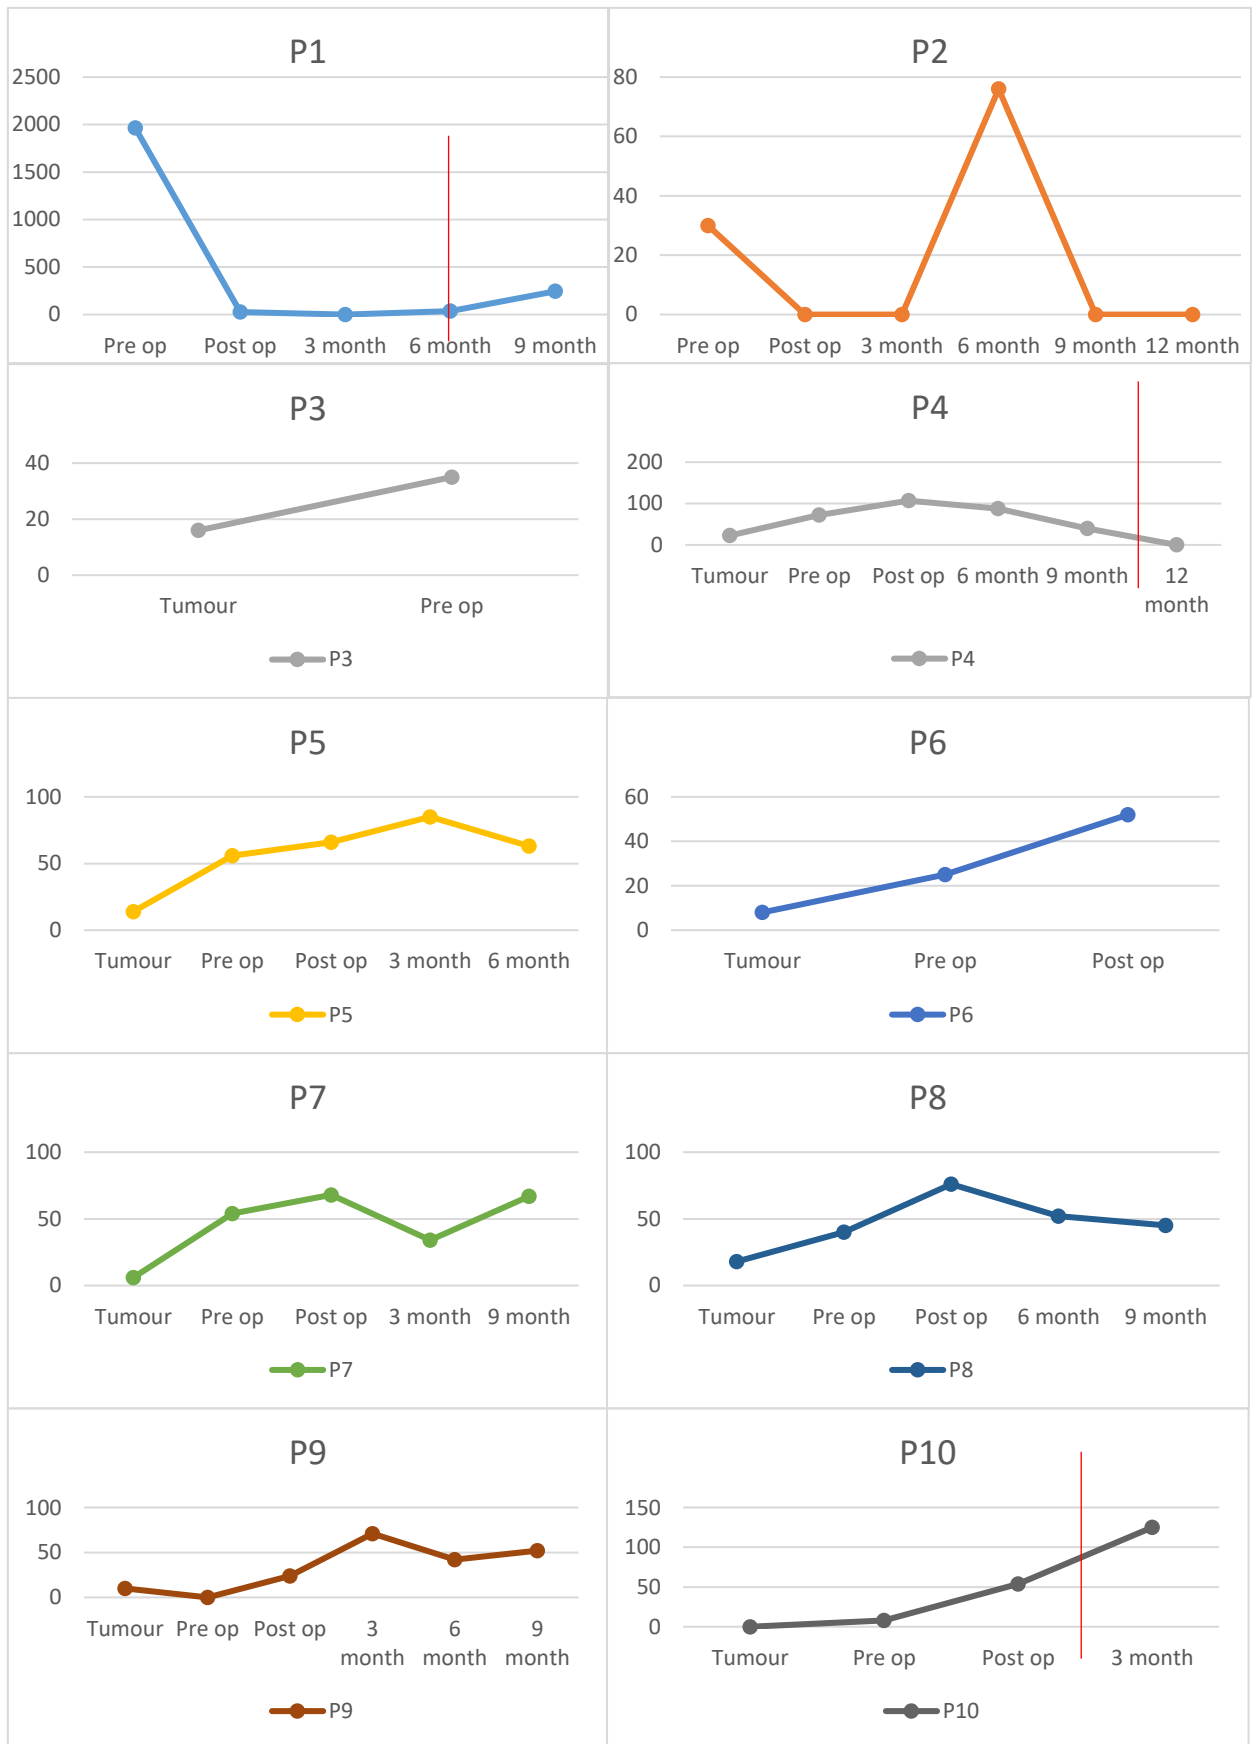 P1
2500
2000
1500
1000
500
0
Pre op Post op 3 month 6 month 9 month
P2
80
60
40
20
0
Pre op Post op 3 month 6 month 9 month 12 month
P3
40
20
0
Tumour Pre op
P3
P4
200
100
0
Tumour Pre op Post op 6 month 9 month 12
month
P4
P5
100
50
0
Tumour Pre op Post op 3 month 6 month
P5
P6
60
40
20
0
Tumour Pre op Post op
P6
P7
100
50
0
Tumour Pre op Post op 3 month 9 month
P7
P8
100
50
0
Tumour Pre op Post op 6 month 9 month
P8
P9
100
50
0
Tumour Pre op Post op 3 6 9
month month month
P9
P10
150
100
50
0
Tumour Pre op Post op 3 month
P10